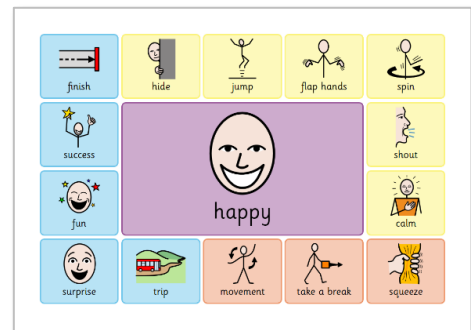 finish
hide
jump
flap hands
spin
success
shout
happy
fun
calm
surprise
trip
movement
take a break
squeeze